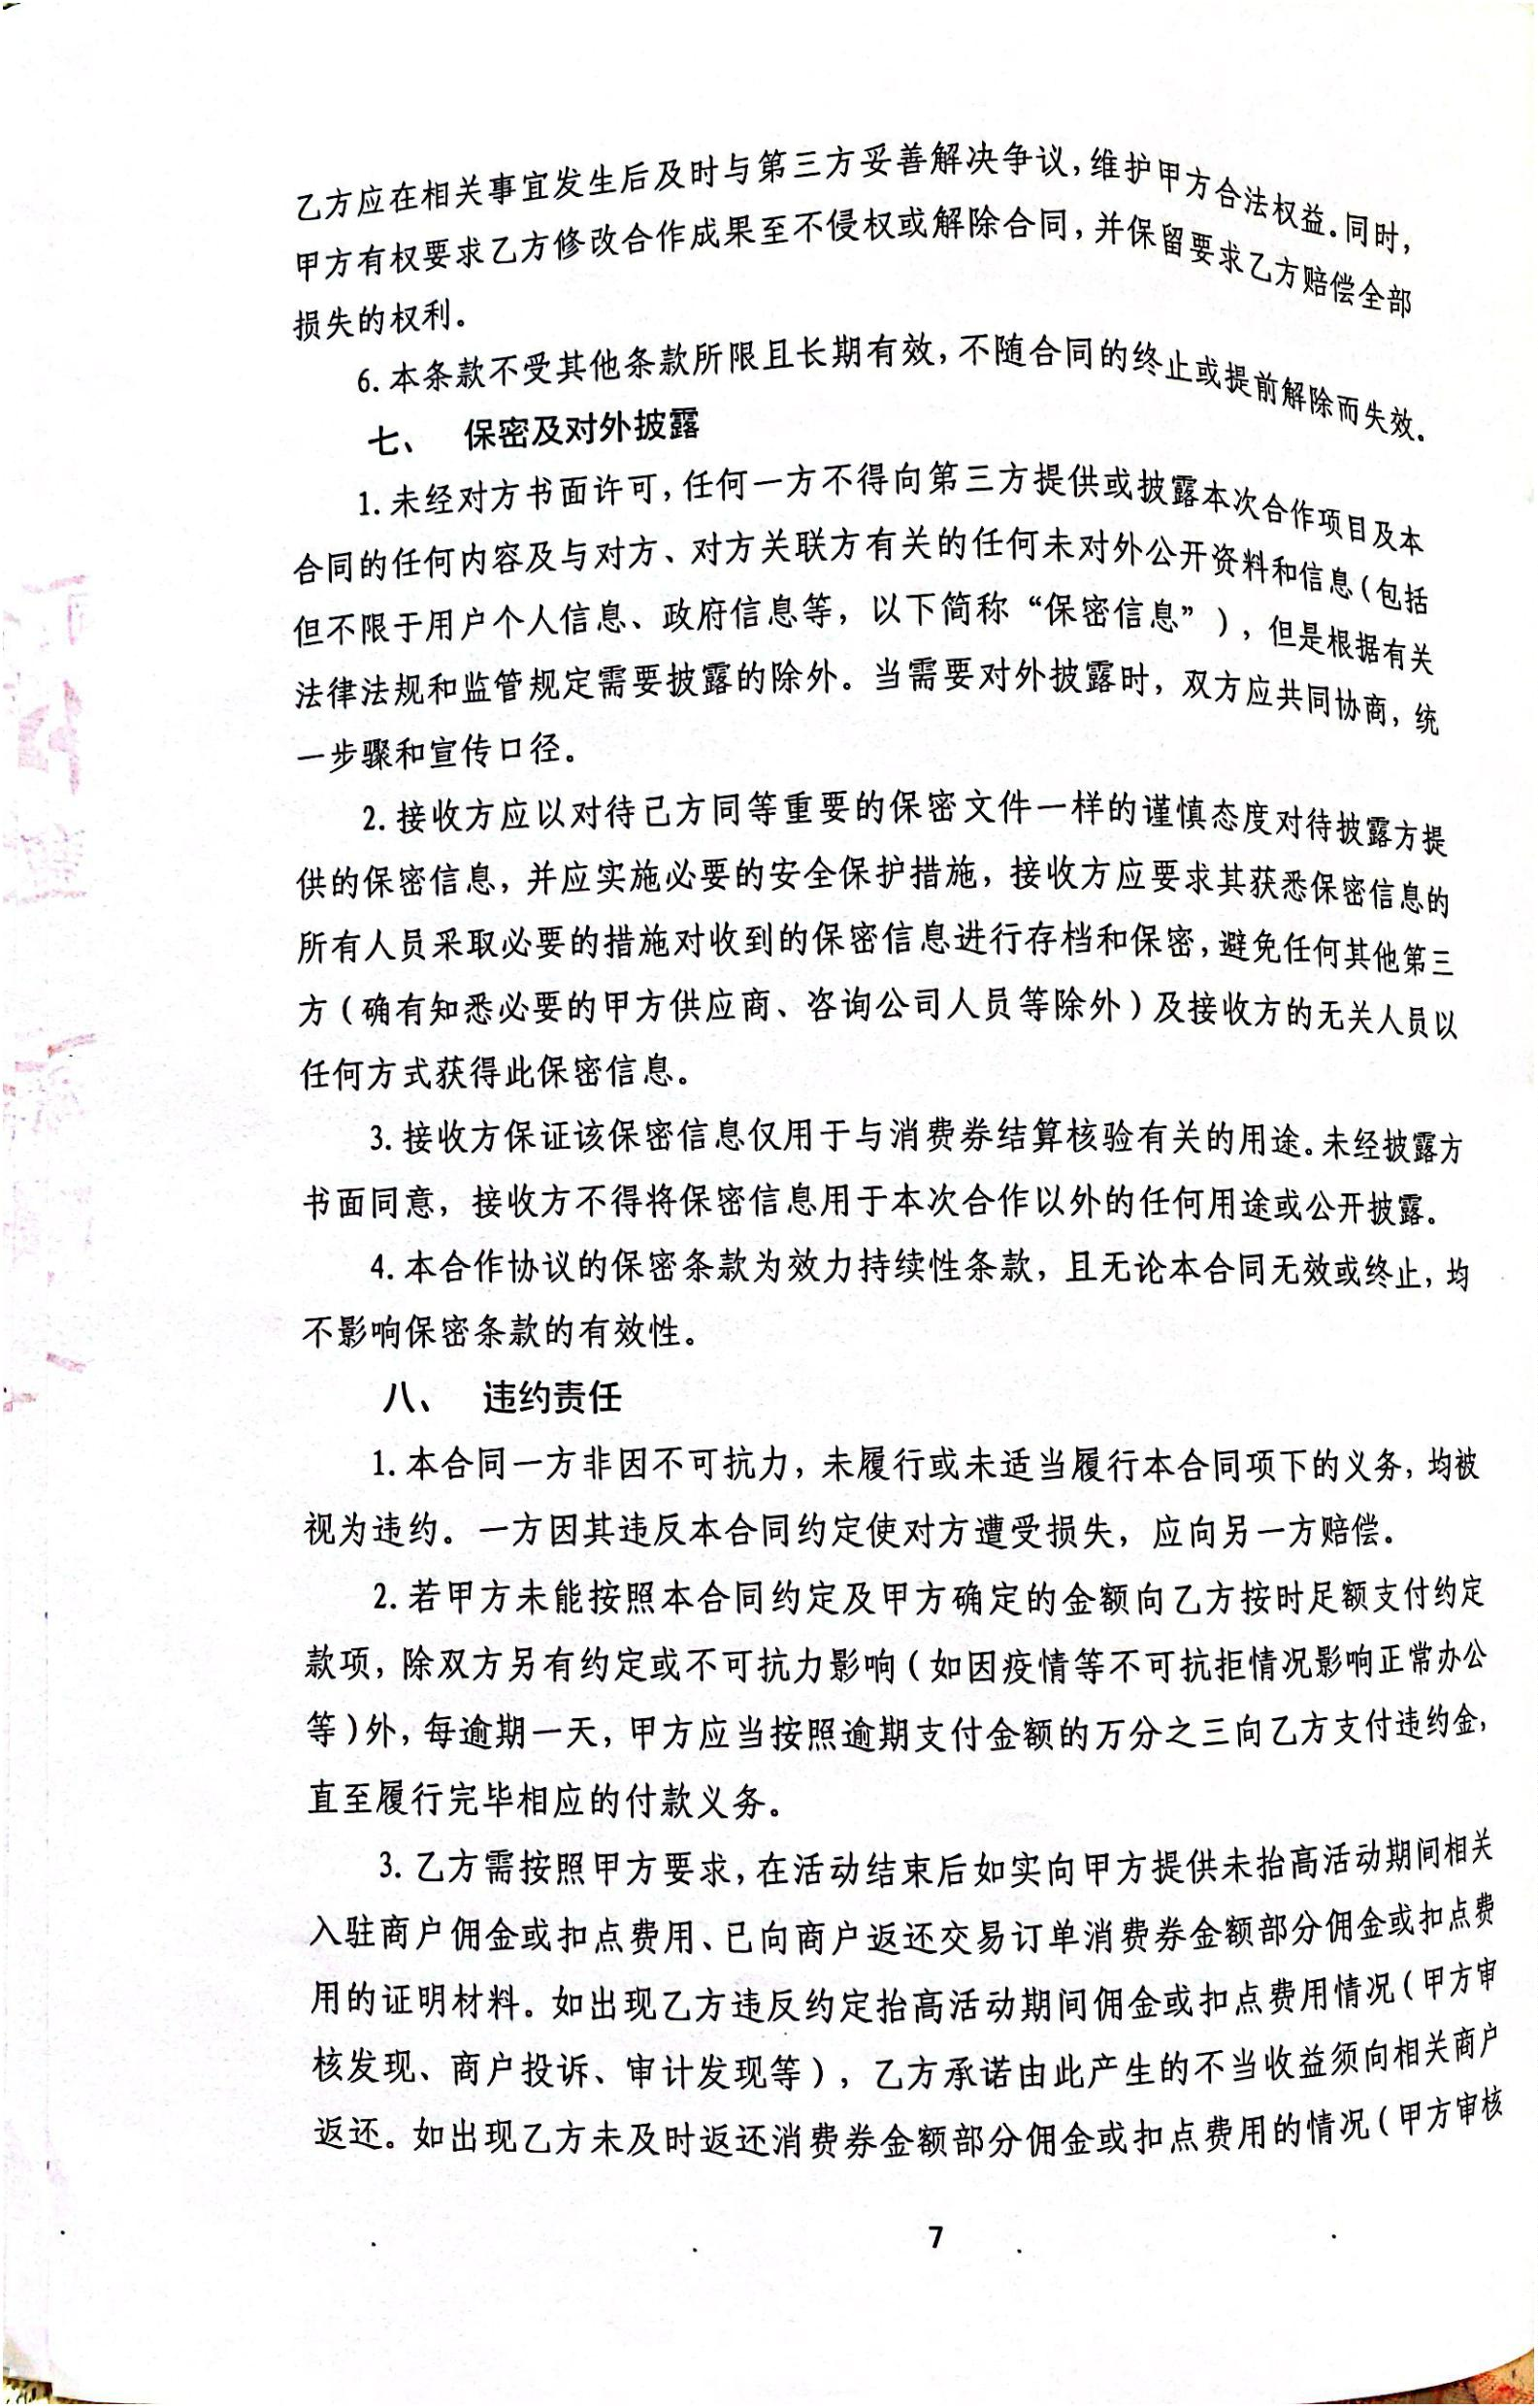 乙方应在相关事宜发生后及时与第三方妥善解决争议，维护甲方合法权益。同时，
甲方有权要求乙方修改合作成果至不侵权或解除合同，并保留要求乙方赔偿全部
损失的权利。
6.本条款不受其他条款所限且长期有效，不随合同的终止或提前解除而失效。
七、 保密及对外披露
1.未经对方书面许可，任何一方不得向第三方提供或披露本次合作项目及本
合同的任何内容及与对方、对方关联方有关的任何未对外公开资料和信息（包括
但不限于用户个人信息、政府信息等，以下简称“保密信息”），但是根据有关
法律法规和监管规定需要披露的除外。当需要对外披露时，双方应共同协商，统
一步骤和宣传口径。
2.接收方应以对待已方同等重要的保密文件一样的谨慎态度对待披露方提
供的保密信息，并应实施必要的安全保护措施，接收方应要求其获悉保密信息的
所有人员采取必要的措施对收到的保密信息进行存档和保密，避免任何其他第三
方（确有知悉必要的甲方供应商、咨询公司人员等除外）及接收方的无关人员以
任何方式获得此保密信息。
3.接收方保证该保密信息仅用于与消费券结算核验有关的用途。未经披露方
书面同意，接收方不得将保密信息用于本次合作以外的任何用途或公开披露。
4.本合作协议的保密条款为效力持续性条款，且无论本合同无效或终止，均
不影响保密条款的有效性。
八、 违约责任
1.本合同一方非因不可抗力，未履行或未适当履行本合同项下的义务，均被
视为违约。一方因其违反本合同约定使对方遭受损失，应向另一方赔偿。
2.若甲方未能按照本合同约定及甲方确定的金额向乙方按时足额支付约定
款项，除双方另有约定或不可抗力影响（如因疫情等不可抗拒情况影响正常办公
等）外，每逾期一天，甲方应当按照逾期支付金额的万分之三向乙方支付违约金，
直至履行完毕相应的付款义务。
3.乙方需按照甲方要求，在活动结束后如实向甲方提供未抬高活动期间相关
入驻商户佣金或扣点费用、已向商户返还交易订单消费券金额部分佣金或扣点费
用的证明材料。如出现乙方违反约定抬高活动期间佣金或扣点费用情况（甲方审
核发现、商户投诉、审计发现等），乙方承诺由此产生的不当收益须向相关商户
返还。如出现乙方未及时返还消费券金额部分佣金或扣点费用的情况（甲方审核
7